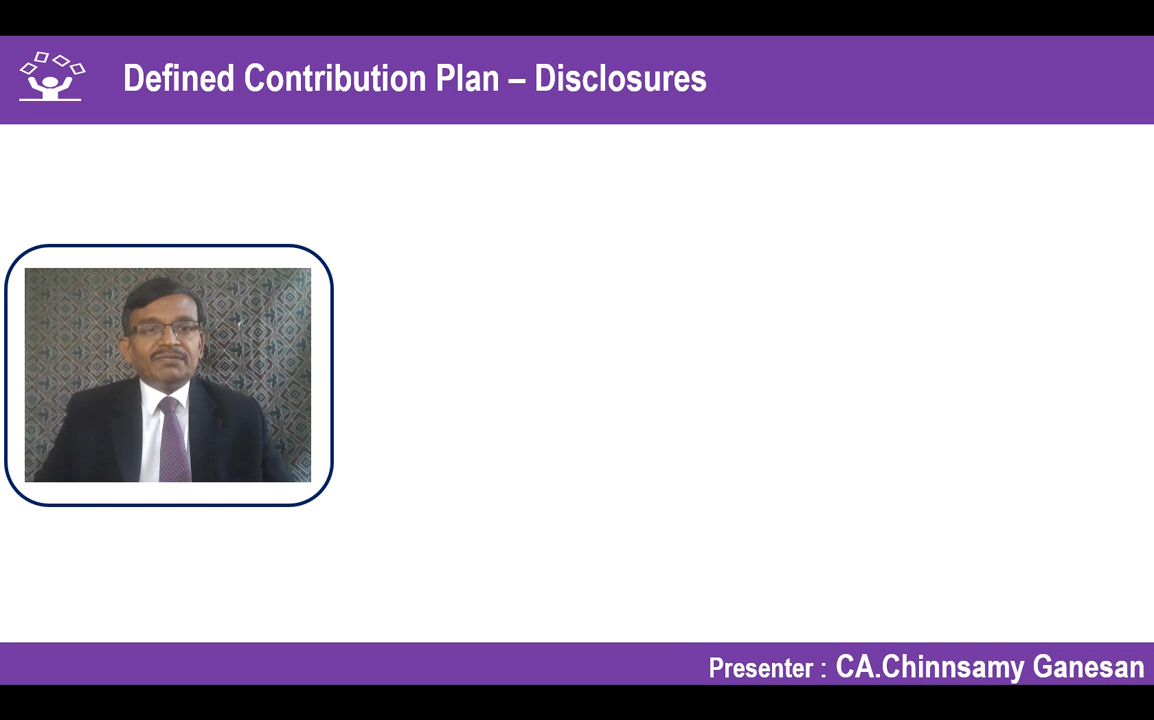 Defined Contribution Plan – Disclosures
Presenter : CA.Chinnsamy Ganesan